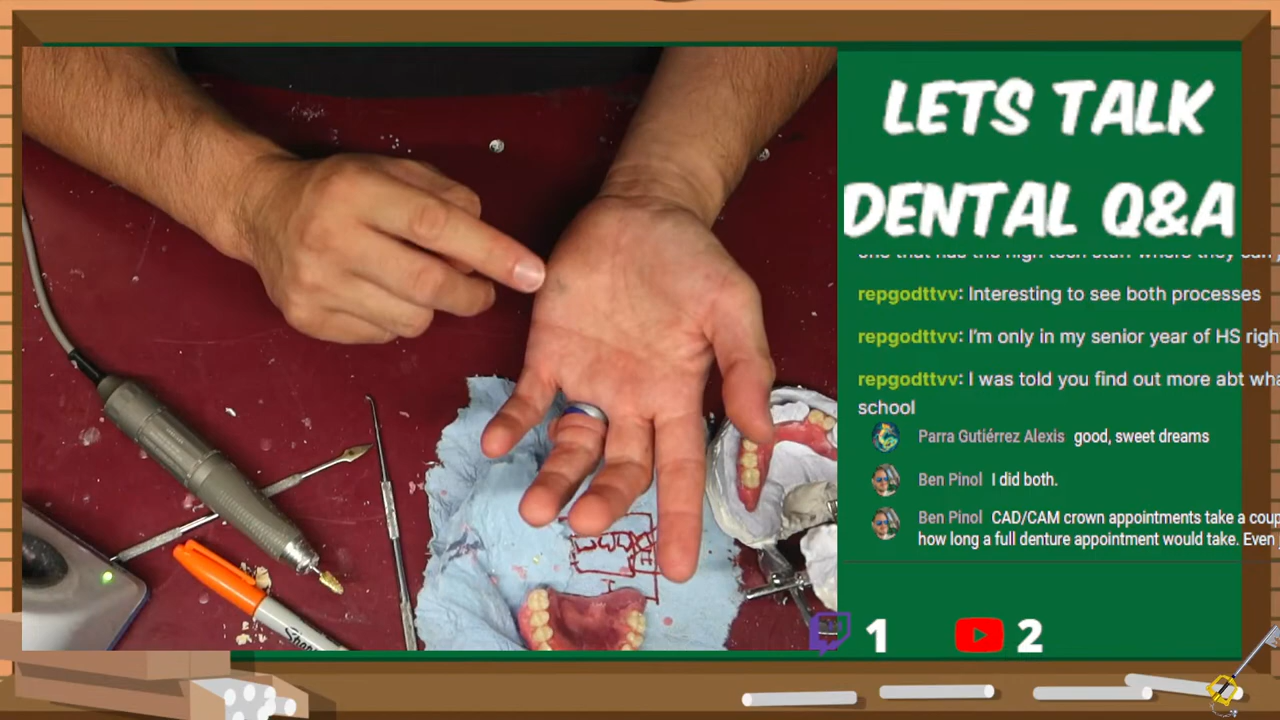 LETS TALK
DENTAL Q&A
repgodttvv: Interesting to see both processes
repgodttvv: I'm only in my senior year of HS
repgodttvv: I was told you find out more abt
school
Parra Gutiérrez Alexis good, sweet dreams
Ben Pinol I did both.
Ben Pinol CAD/CAM crown appointments take a
how long a full denture appointment would take. Even
1 2